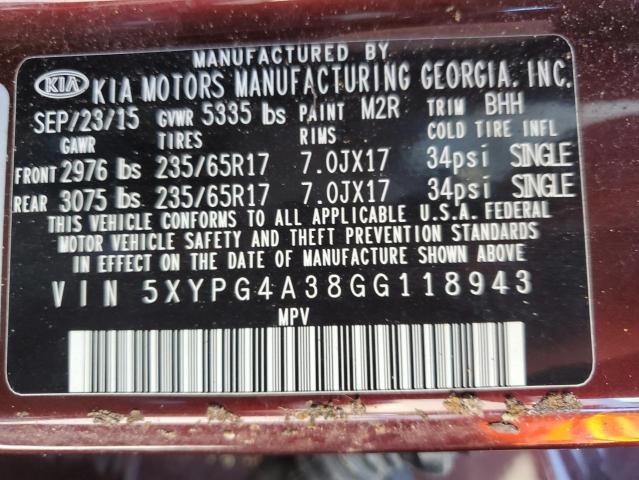 MANUFACTURED BY
KIA KIA MOTORS MANUFACTURING GEORGIA, INC.
SEP/23/15 GVWR 5335 lbs PAINT M2R TRIM BHH
GAWR TIRES RIMS COLD TIRE INFL
FRONT 2976 lbs 235/65R17 7.0JX17 34psi SINGLE
REAR 3075 lbs 235/65R17 7.0JX17 34psi SINGLE
THIS VEHICLE CONFORMS TO ALL APPLICABLE U.S.A. FEDERAL
MOTOR VEHICLE SAFETY AND THEFT PREVENTION STANDARDS
IN EFFECT ON THE DATE OF MANUFACTURE SHOWN ABOVE
VIN 5XYPG4A38GG118943
MPV